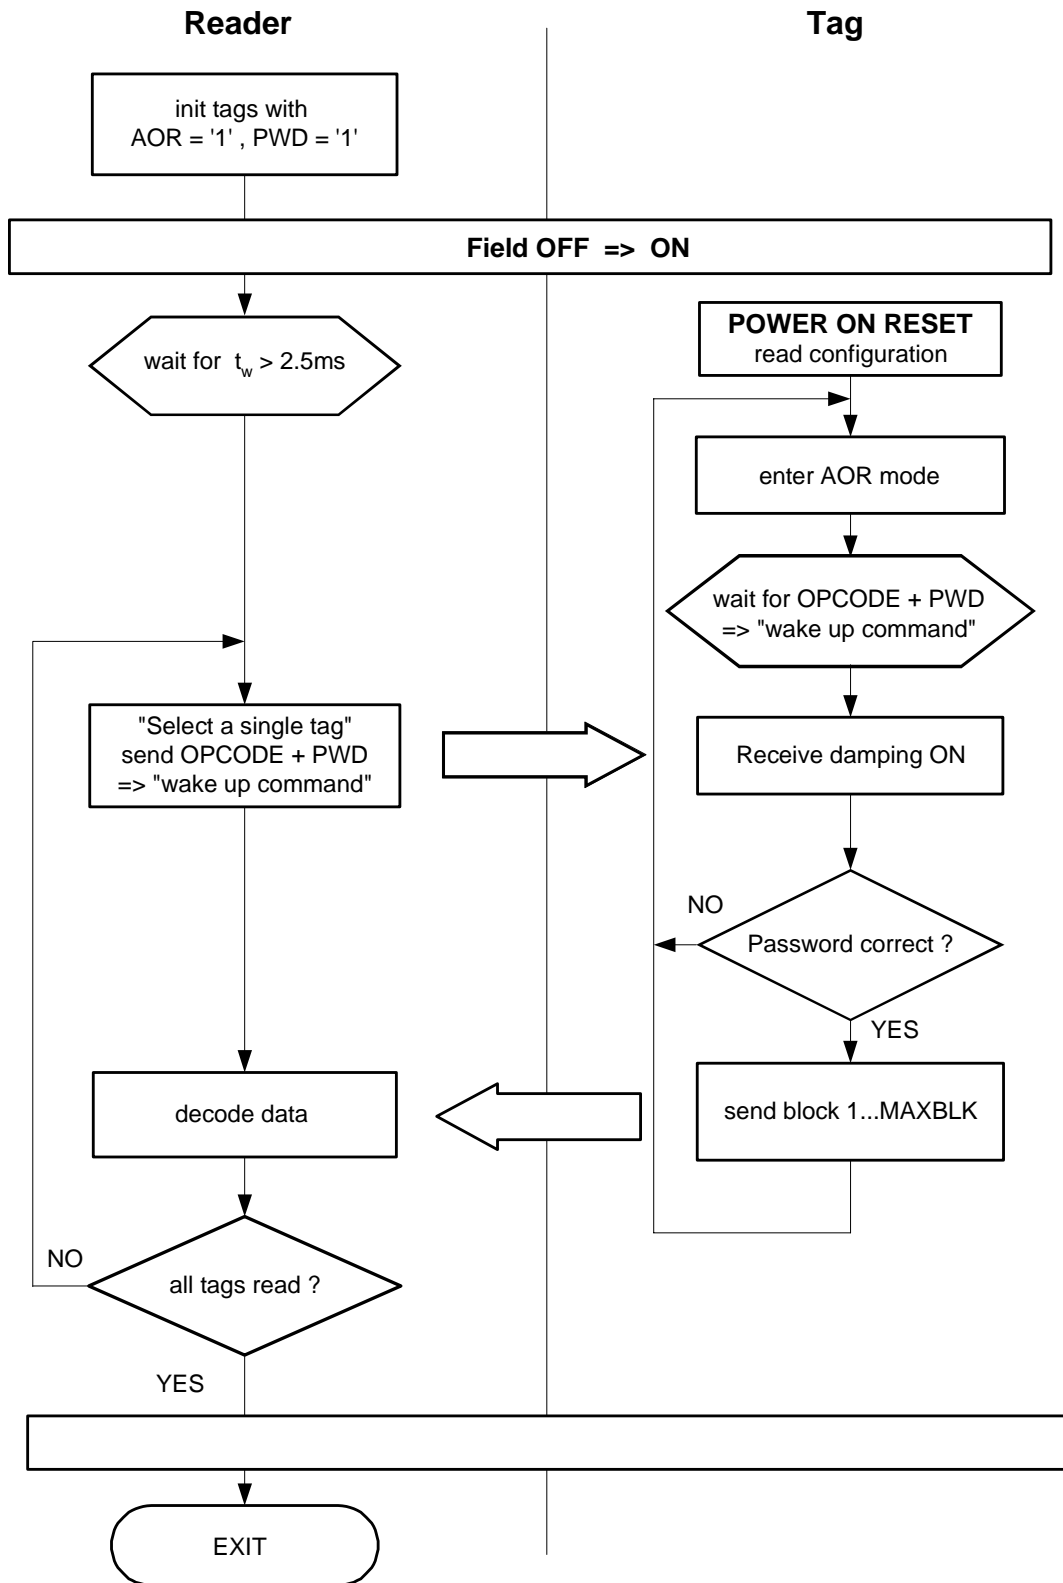 Reader
Tag
init tags with
AOR = '1' , PWD = '1'
Field OFF => ON
wait for tw > 2.5ms
POWER ON RESET
read configuration
enter AOR mode
wait for OPCODE + PWD
=> "wake up command"
"Select a single tag"
send OPCODE + PWD
=> "wake up command"
Receive damping ON
NO
Password correct ?
YES
decode data
send block 1...MAXBLK
NO
all tags read ?
YES
EXIT